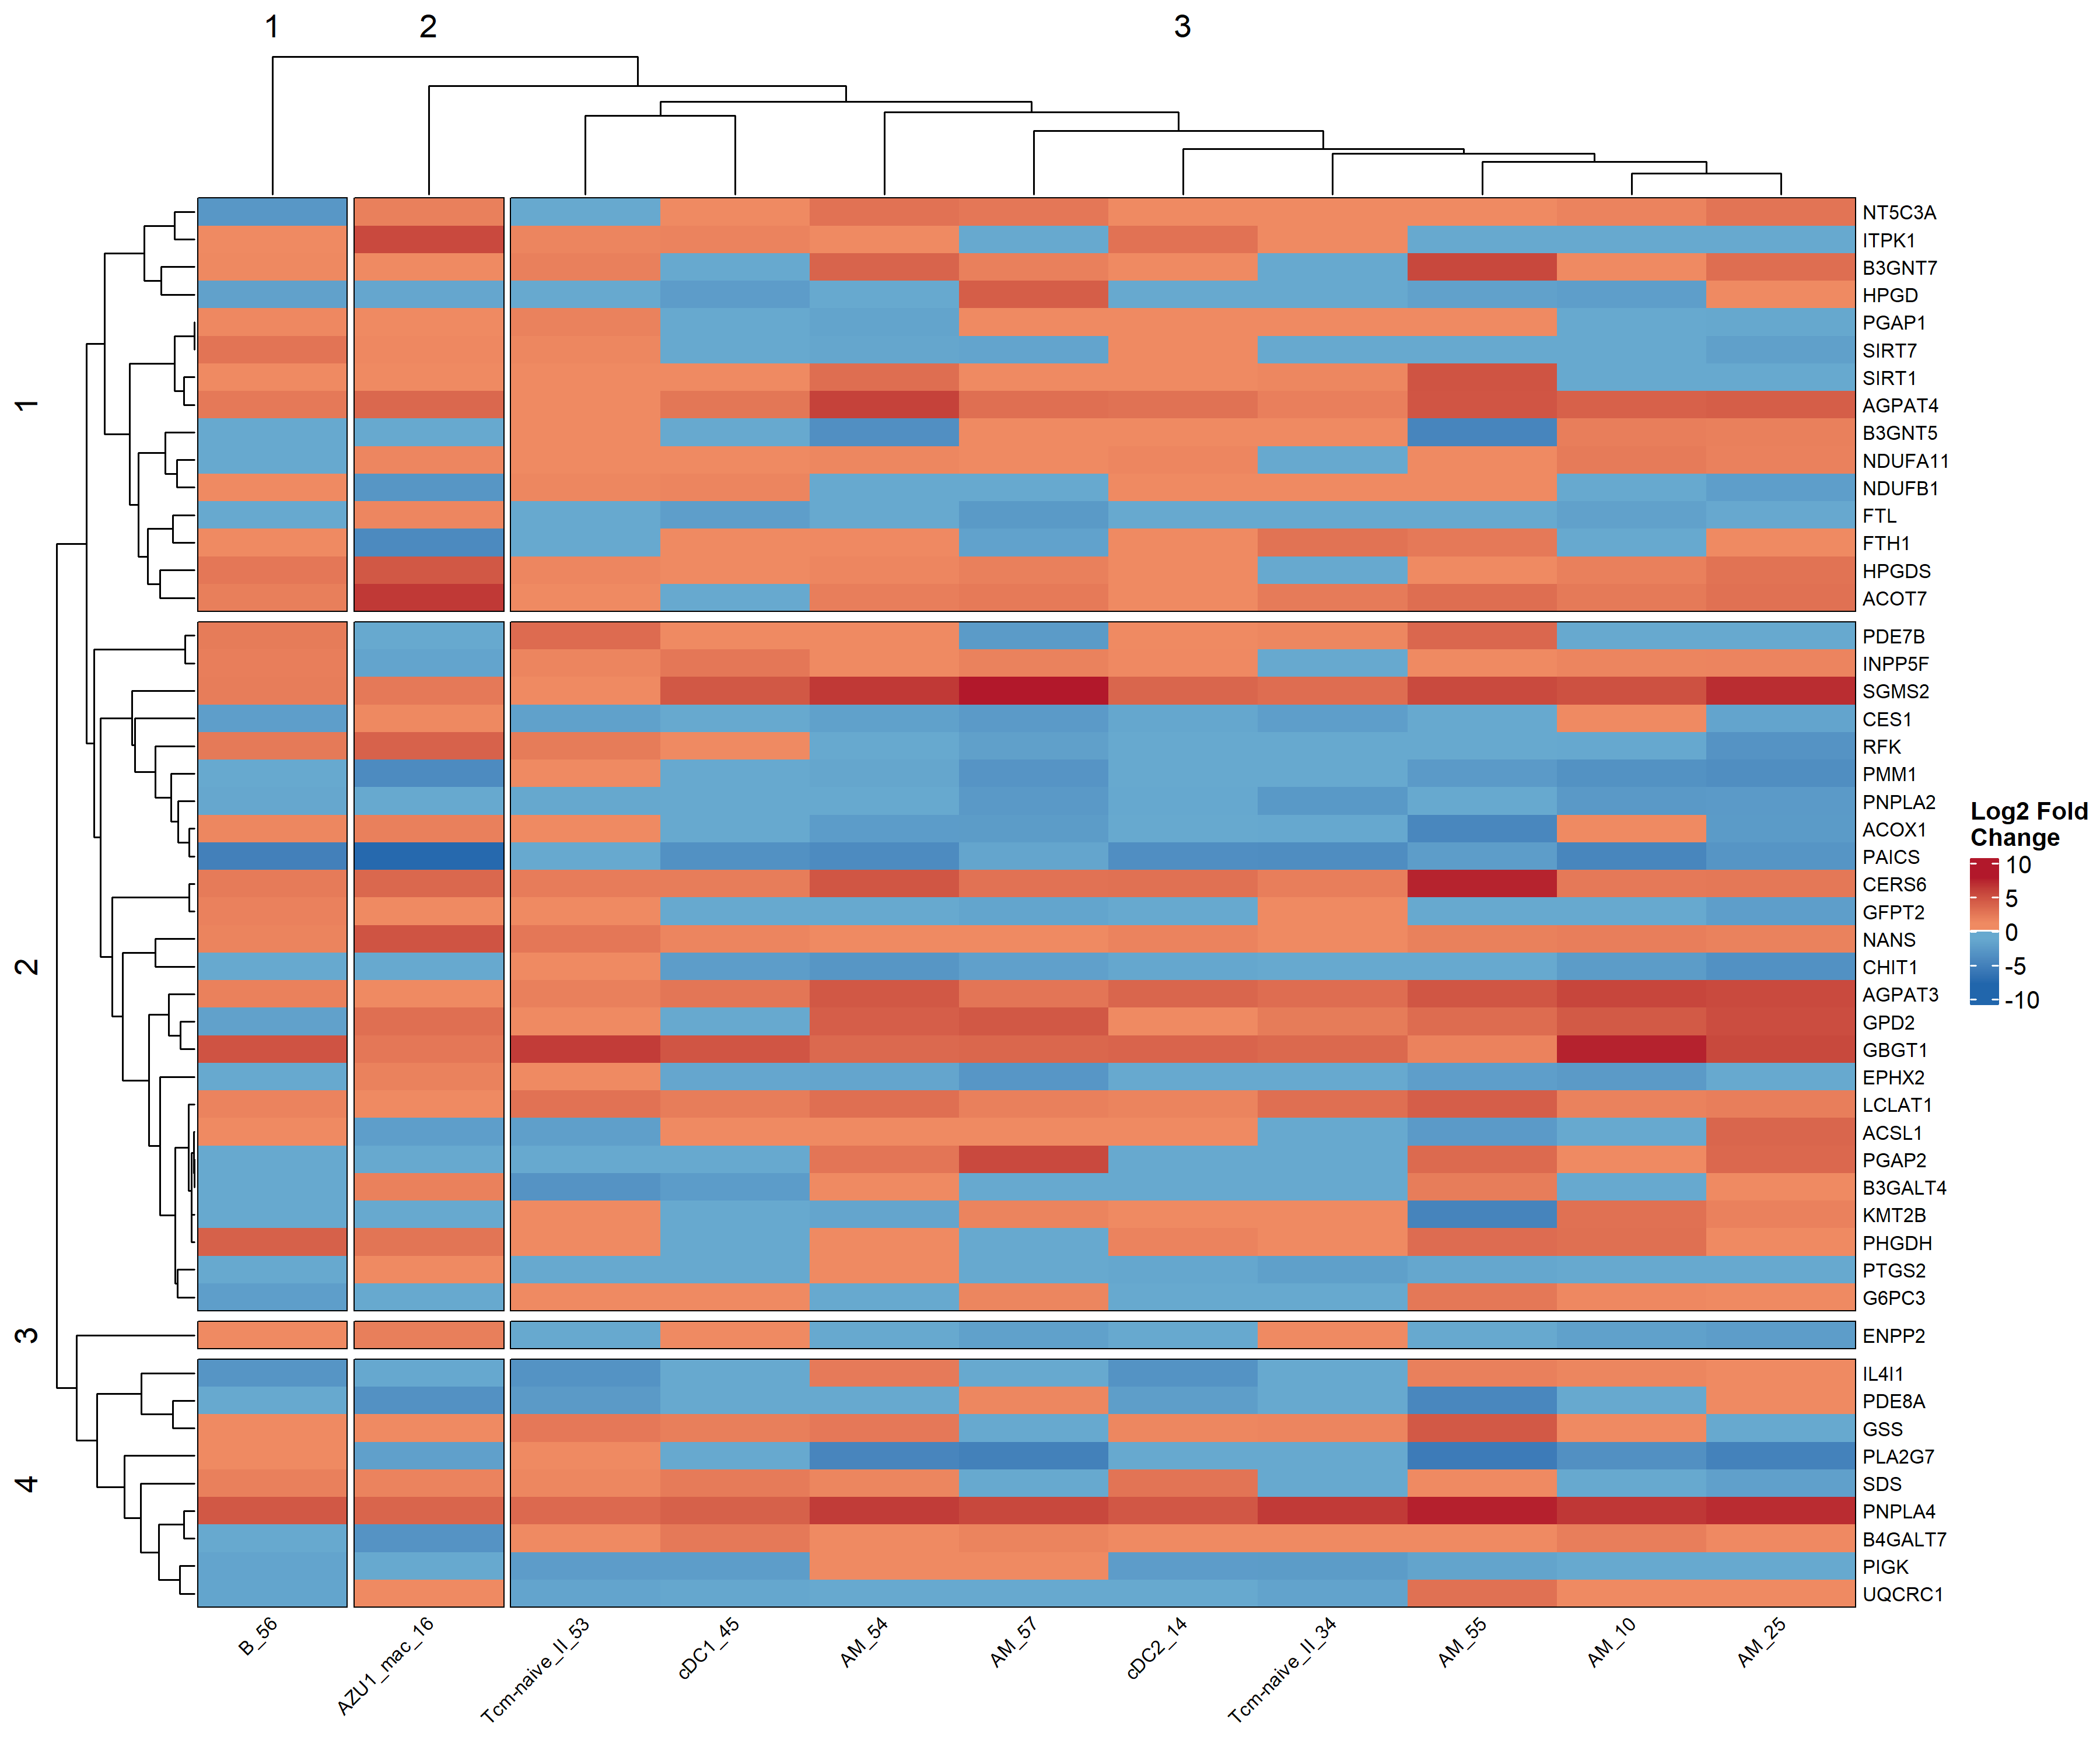 1
2
3
1
NT5C3A
ITPK1
B3GNT7
HPGD
PGAP1
SIRT7
SIRT1
AGPAT4
B3GNT5
NDUFA11
NDUFB1
FTL
FTH1
HPGDS
ACOT7
2
PDE7B
INPP5F
SGMS2
CES1
RFK
PMM1
PNPLA2
ACOX1
PAICS
CERS6
GFPT2
NANS
CHIT1
AGPAT3
GPD2
GBGT1
EPHX2
LCLAT1
ACSL1
PGAP2
B3GALT4
KMT2B
PHGDH
PTGS2
G6PC3
3
ENPP2
4
IL4I1
PDE8A
GSS
PLA2G7
SDS
PNPLA4
B4GALT7
PIGK
UQCRC1
B_56
AZU1_mac_16
Tcm-naive_II_53
cDC1_45
AM_54
AM_57
cDC2_14
Tcm-naive_II_34
AM_55
AM_10
AM_25
Log2 Fold
Change
10
5
0
-5
-10